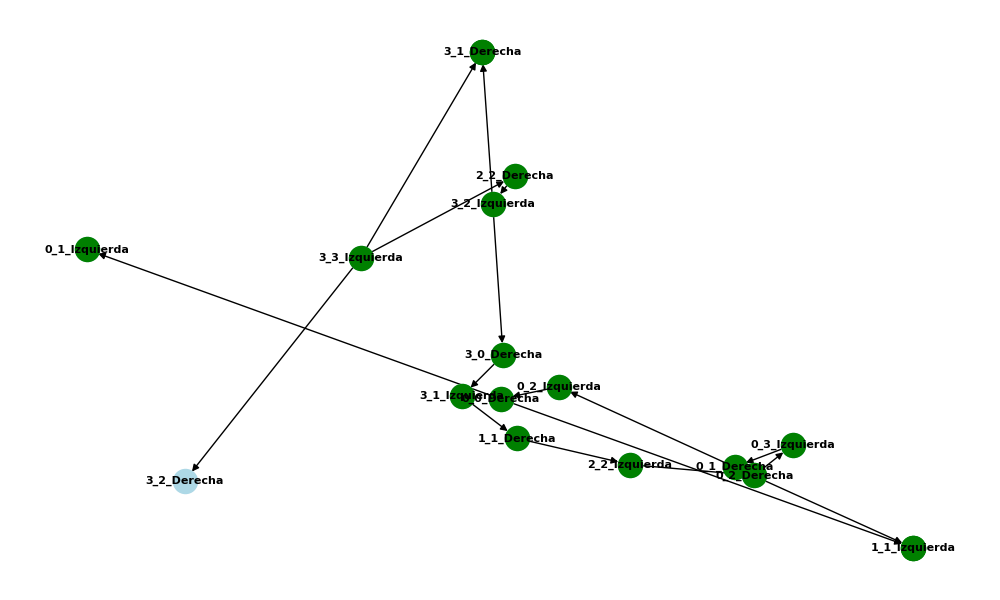 3_1_Derecha
2_2_Derecha
3_2_Izquierda
0_1_Izquierda
3_3_Izquierda
3_0_Derecha
0_2_Izquierda
3_1_Izquierda
0_0_Derecha
1_1_Derecha
0_3_Izquierda
2_2_Izquierda
0_1_Derecha
0_2_Derecha
3_2_Derecha
1_1_Izquierda